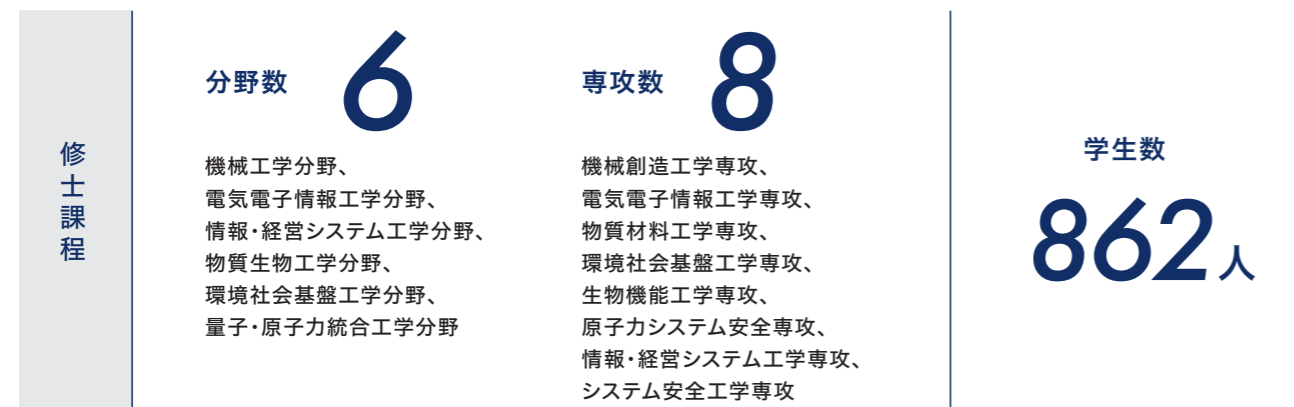 修士課程
分野数 6
機械工学分野、
電気電子情報工学分野、
情報・経営システム工学分野、
物質生物工学分野、
環境社会基盤工学分野、
量子・原子力統合工学分野
専攻数 8
機械創造工学専攻、
電気電子情報工学専攻、
物質材料工学専攻、
環境社会基盤工学専攻、
生物機能工学専攻、
原子力システム安全専攻、
情報・経営システム工学専攻、
システム安全工学専攻
学生数
862人